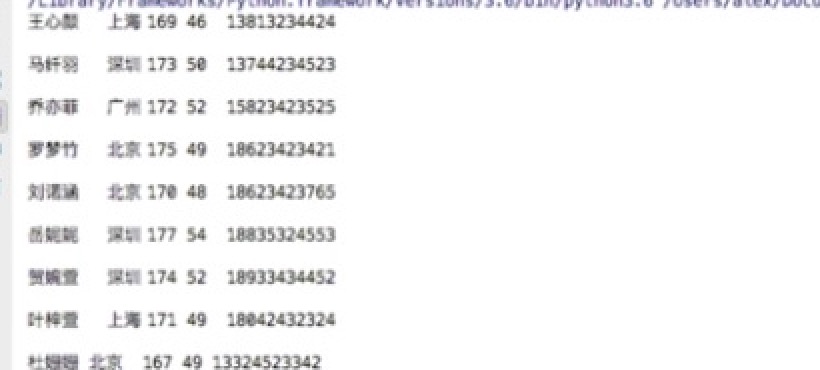 /Library/Frameworks/Python.framework/Versions/3.6/bin/python3.6 /Users/alex/Docu
王心颜 上海 169 46 13813234424
马纤羽 深圳 173 50 13744234523
乔亦菲 广州 172 52 15823423525
罗梦竹 北京 175 49 18623423421
刘诺涵 北京 170 48 18623423765
岳妮妮 深圳 177 54 18835324553
贺婉萱 深圳 174 52 18933434452
叶梓萱 上海 171 49 18042432324
杜姗姗 北京 167 49 13324523342